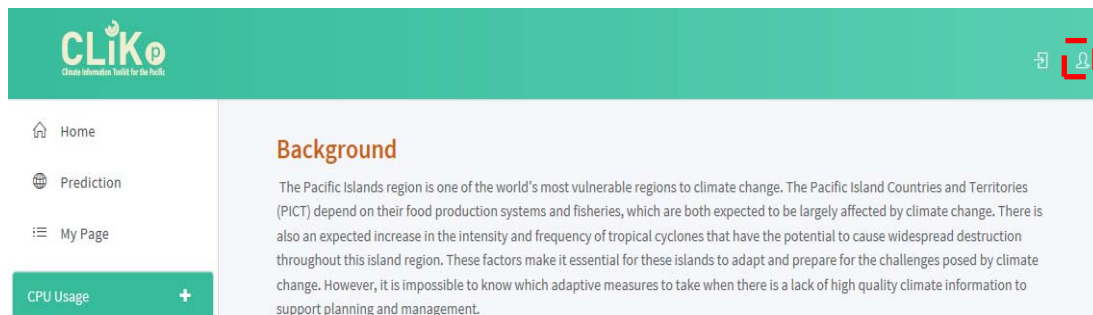 CLiKP
Climate Information Toolkit for the Pacific
Home
Prediction
My Page
CPU Usage +
Background
The Pacific Islands region is one of the world's most vulnerable regions to climate change. The Pacific Island Countries and Territories
(PICT) depend on their food production systems and fisheries, which are both expected to be largely affected by climate change. There is
also an expected increase in the intensity and frequency of tropical cyclones that have the potential to cause widespread destruction
throughout this island region. These factors make it essential for these islands to adapt and prepare for the challenges posed by climate
change. However, it is impossible to know which adaptive measures to take when there is a lack of high quality climate information to
support planning and management.